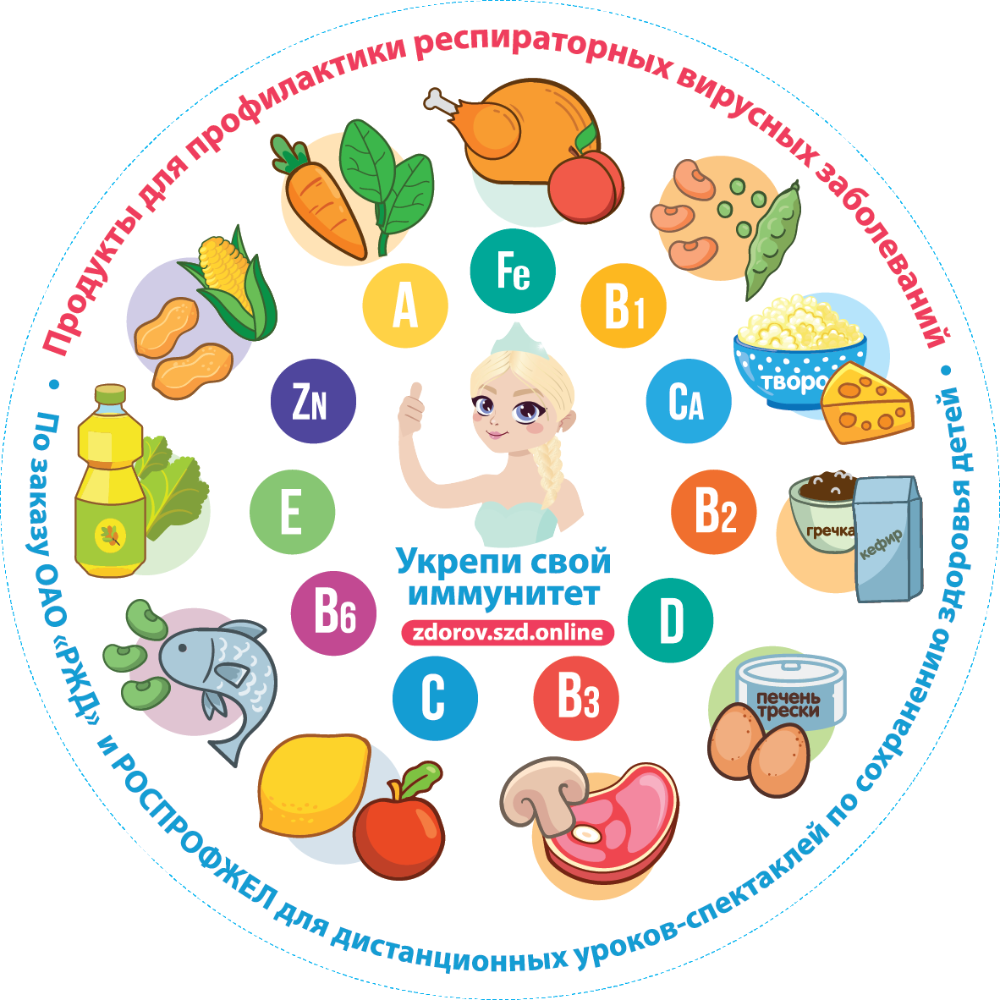 Продукты для профилактики респираторных вирусных заболеваний
Fe
A
B1
Zn
Ca
творо
E
B2
гречка
кефир
B6
D
C
B3
печень
трески
Укрепи свой
иммунитет
zdorov.szd.online
• По заказу ОАО «РЖД» и РОСПРОФЖЕЛ для дистанционных уроков-спектаклей по сохранению здоровья детей •